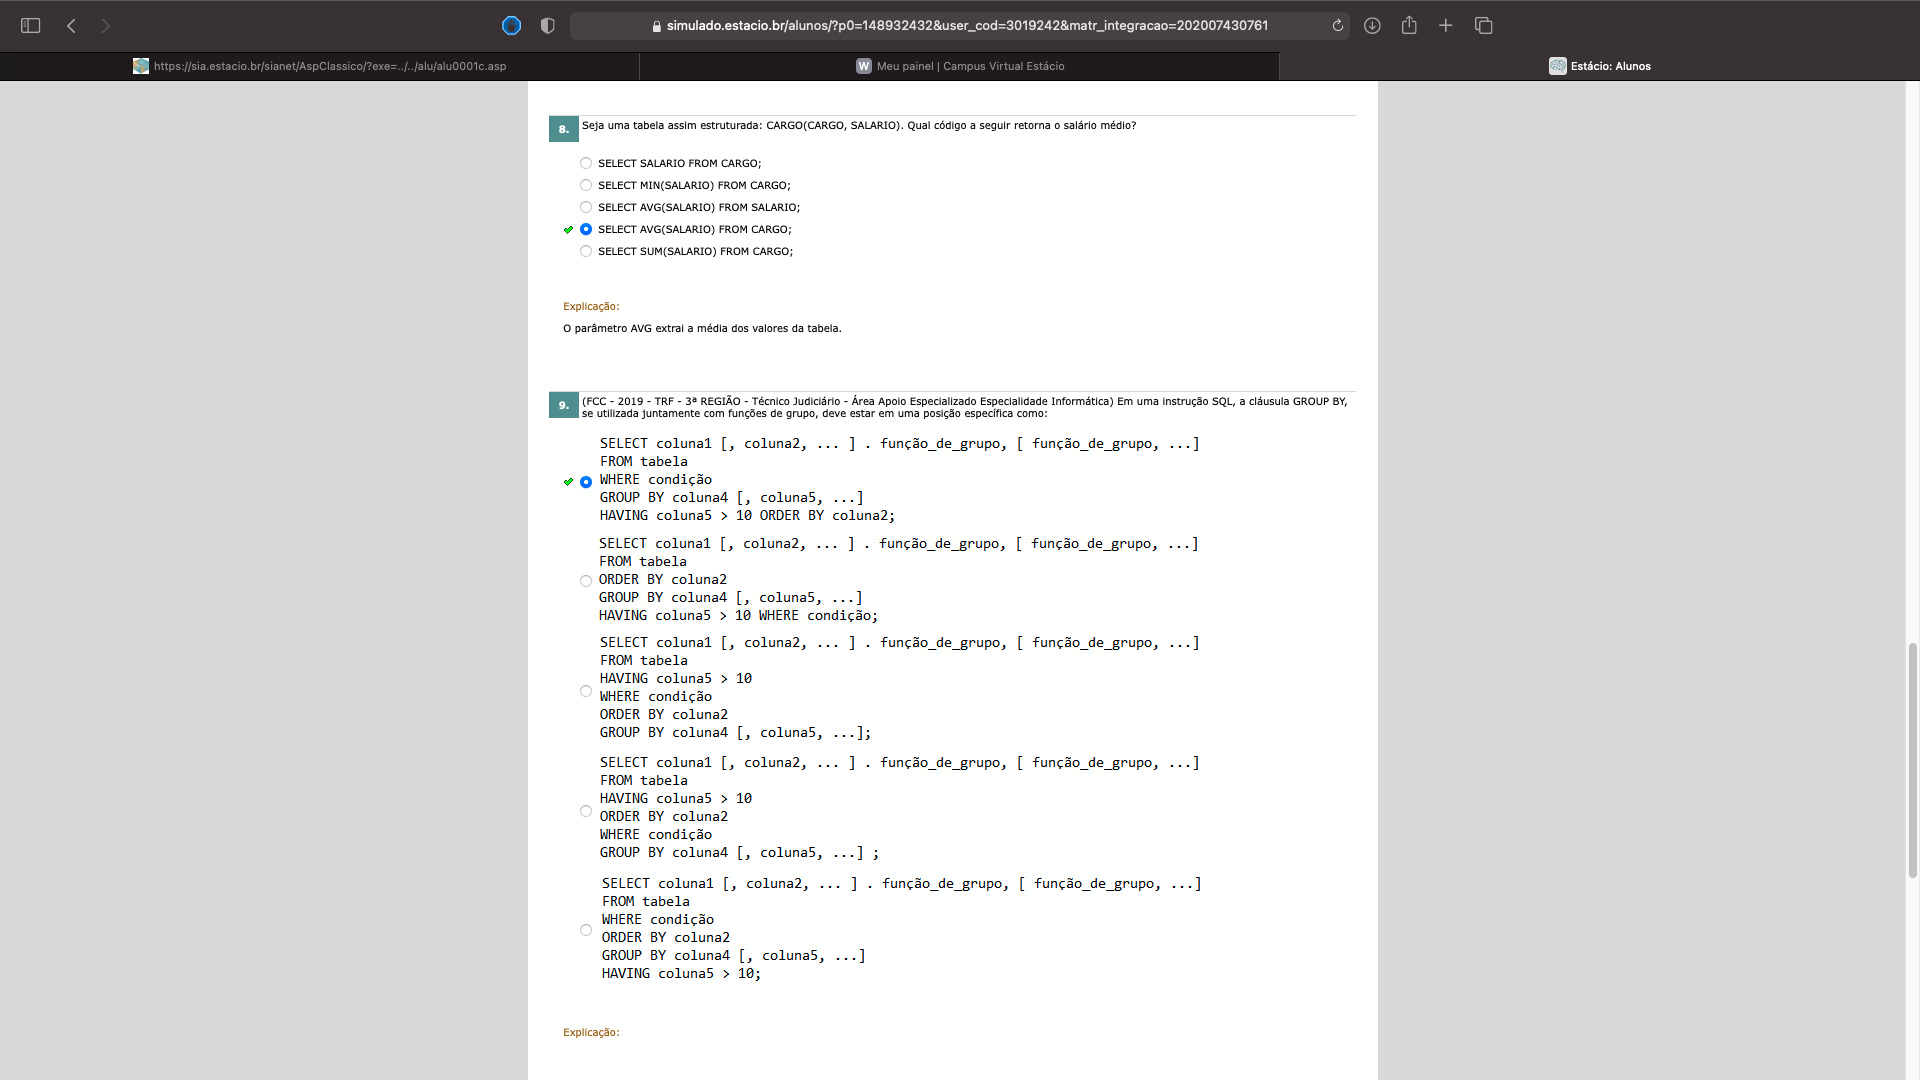 simulado.estacio.br/alunos/?p0=148932432&user_cod=3019242&matr_integracao=202007430761
https://sia.estacio.br/sianet/AspClassico/?exe=../../alu/alu0001c.asp
W Meu painel | Campus Virtual Estácio
Estácio: Alunos
8. Seja uma tabela assim estruturada: CARGO(CARGO, SALARIO). Qual código a seguir retorna o salário médio?
SELECT SALARIO FROM CARGO;
SELECT MIN(SALARIO) FROM CARGO;
SELECT AVG(SALARIO) FROM SALARIO;
SELECT AVG(SALARIO) FROM CARGO;
SELECT SUM(SALARIO) FROM CARGO;
Explicação:
O parâmetro AVG extrai a média dos valores da tabela.
9. (FCC - 2019 - TRF - 3ª REGIÃO - Técnico Judiciário - Área Apoio Especializado Especialidade Informática) Em uma instrução SQL, a cláusula GROUP BY,
se utilizada juntamente com funções de grupo, deve estar em uma posição específica como:
SELECT coluna1 [, coluna2, ... ] . função_de_grupo, [ função_de_grupo, ...]
FROM tabela
WHERE condição
GROUP BY coluna4 [, coluna5, ...]
HAVING coluna5 > 10 ORDER BY coluna2;
SELECT coluna1 [, coluna2, ... ] . função_de_grupo, [ função_de_grupo, ...]
FROM tabela
ORDER BY coluna2
GROUP BY coluna4 [, coluna5, ...]
HAVING coluna5 > 10 WHERE condição;
SELECT coluna1 [, coluna2, ... ] . função_de_grupo, [ função_de_grupo, ...]
FROM tabela
HAVING coluna5 > 10
WHERE condição
ORDER BY coluna2
GROUP BY coluna4 [, coluna5, ...];
SELECT coluna1 [, coluna2, ... ] . função_de_grupo, [ função_de_grupo, ...]
FROM tabela
HAVING coluna5 > 10
ORDER BY coluna2
WHERE condição
GROUP BY coluna4 [, coluna5, ...] ;
SELECT coluna1 [, coluna2, ... ] . função_de_grupo, [ função_de_grupo, ...]
FROM tabela
WHERE condição
ORDER BY coluna2
GROUP BY coluna4 [, coluna5, ...]
HAVING coluna5 > 10;
Explicação: